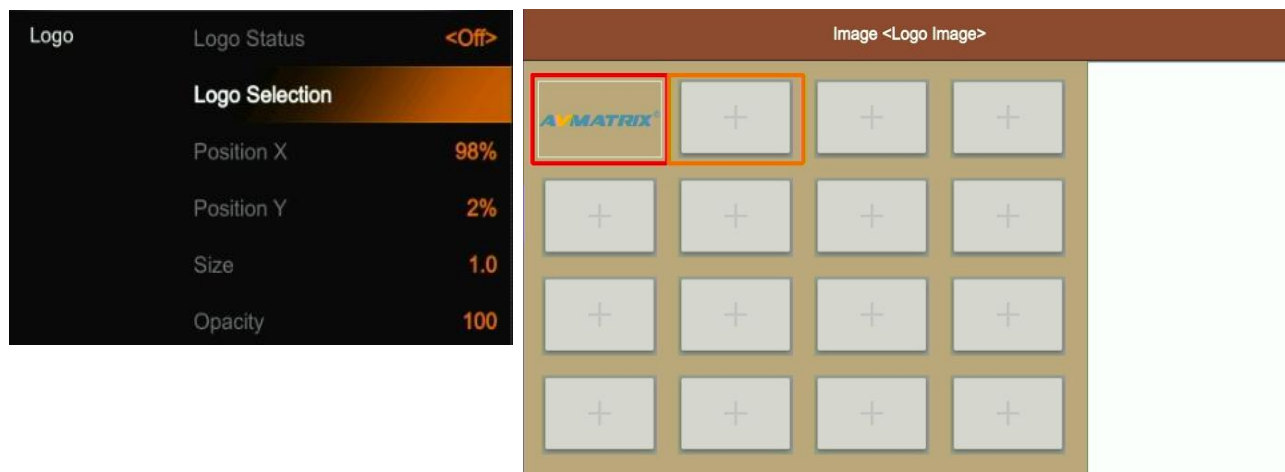 Logo
Logo Status <Off>
Logo Selection
Position X 98%
Position Y 2%
Size 1.0
Opacity 100
Image <Logo Image>
AVMATRIX®